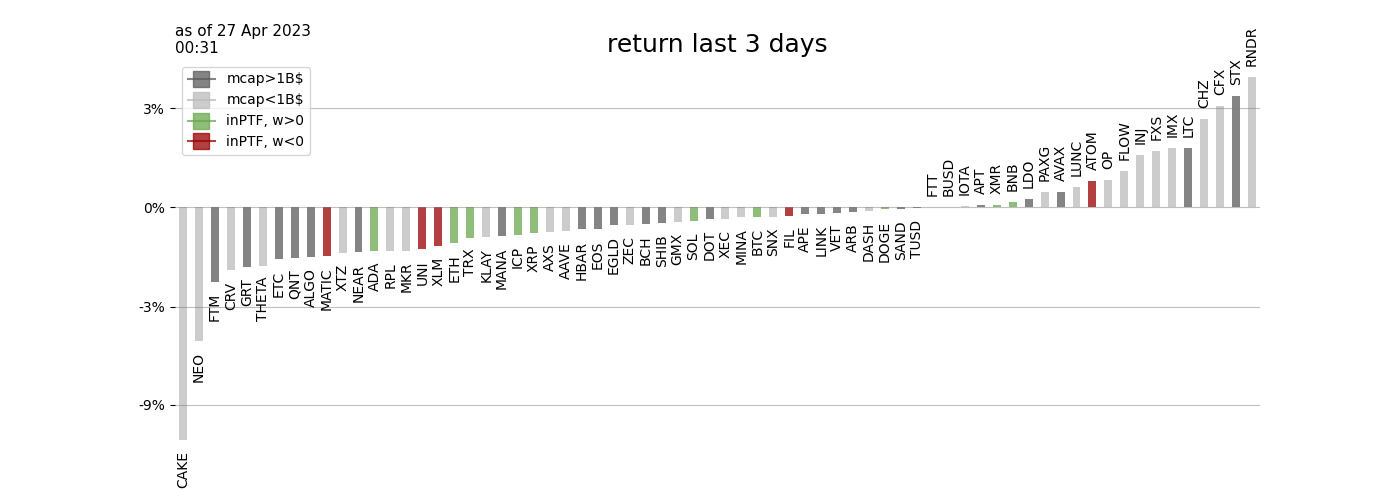 as of 27 Apr 2023
00:31
return last 3 days
mcap>1B$
mcap<1B$
inPTF, w>0
inPTF, w<0
3%
0%
-3%
-9%
CAKE
NEO
FTM
CRV
GRT
THETA
ETC
QNT
ALGO
MATIC
XTZ
NEAR
ADA
RPL
MKR
UNI
XLM
ETH
TRX
KLAY
MANA
ICP
XRP
AXS
AAVE
HBAR
EOS
EGLD
ZEC
BCH
SHIB
GMX
SOL
DOT
XEC
MINA
BTC
SNX
FIL
APE
LINK
VET
ARB
DASH
DOGE
SAND
TUSD
FTT
BUSD
IOTA
APT
XMR
BNB
LDO
PAXG
AVAX
LUNC
ATOM
OP
FLOW
INJ
FXS
IMX
LTC
CHZ
CFX
STX
RNDR